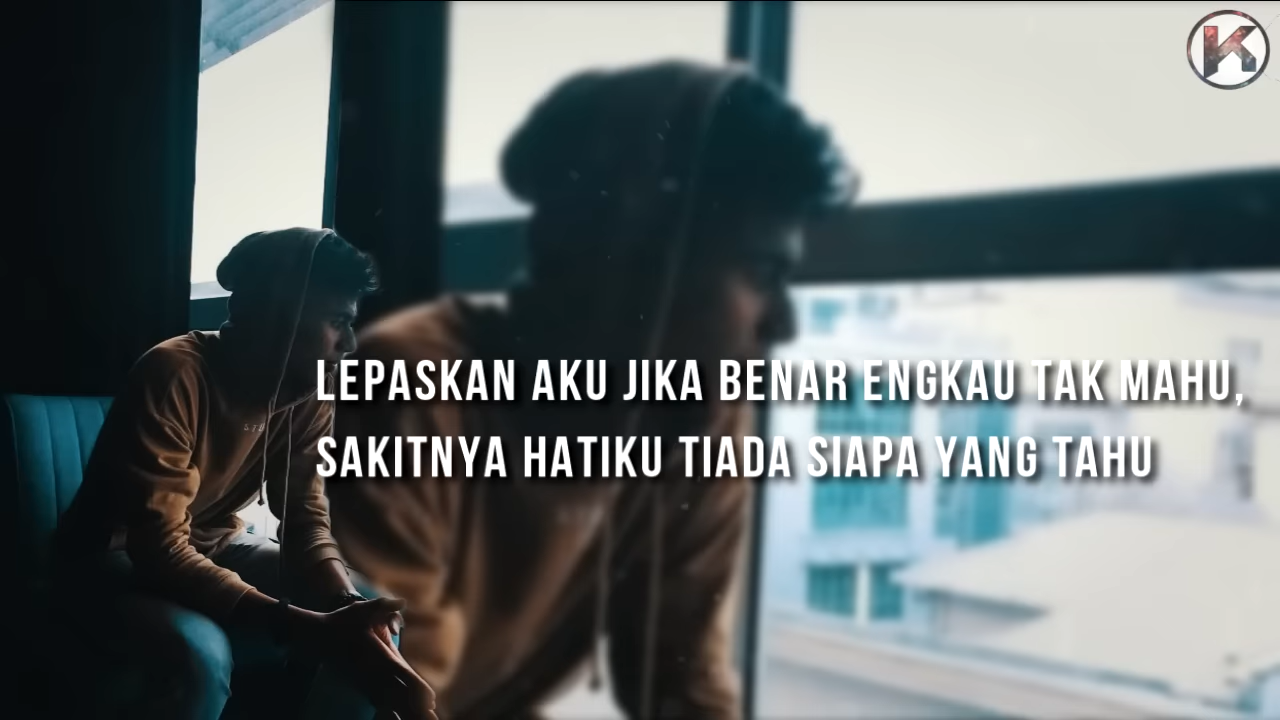 K
LEPASKAN AKU JIKA BENAR ENGKAU TAK MAHU,
SAKITNYA HATIKU TIADA SIAPA YANG TAHU